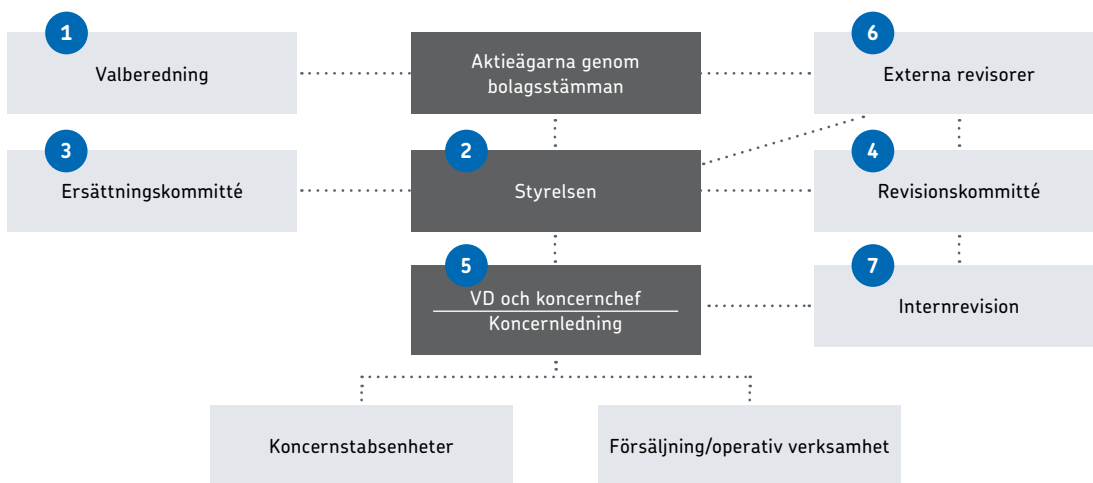 1
Valberedning
Aktieägarna genom
bolagsstämman
6
Externa revisorer
3
Ersättningskommitté
2
Styrelsen
4
Revisionskommitté
5
VD och koncernchef
Koncernledning
7
Internrevision
Koncernstabsenheter
Försäljning/operativ verksamhet